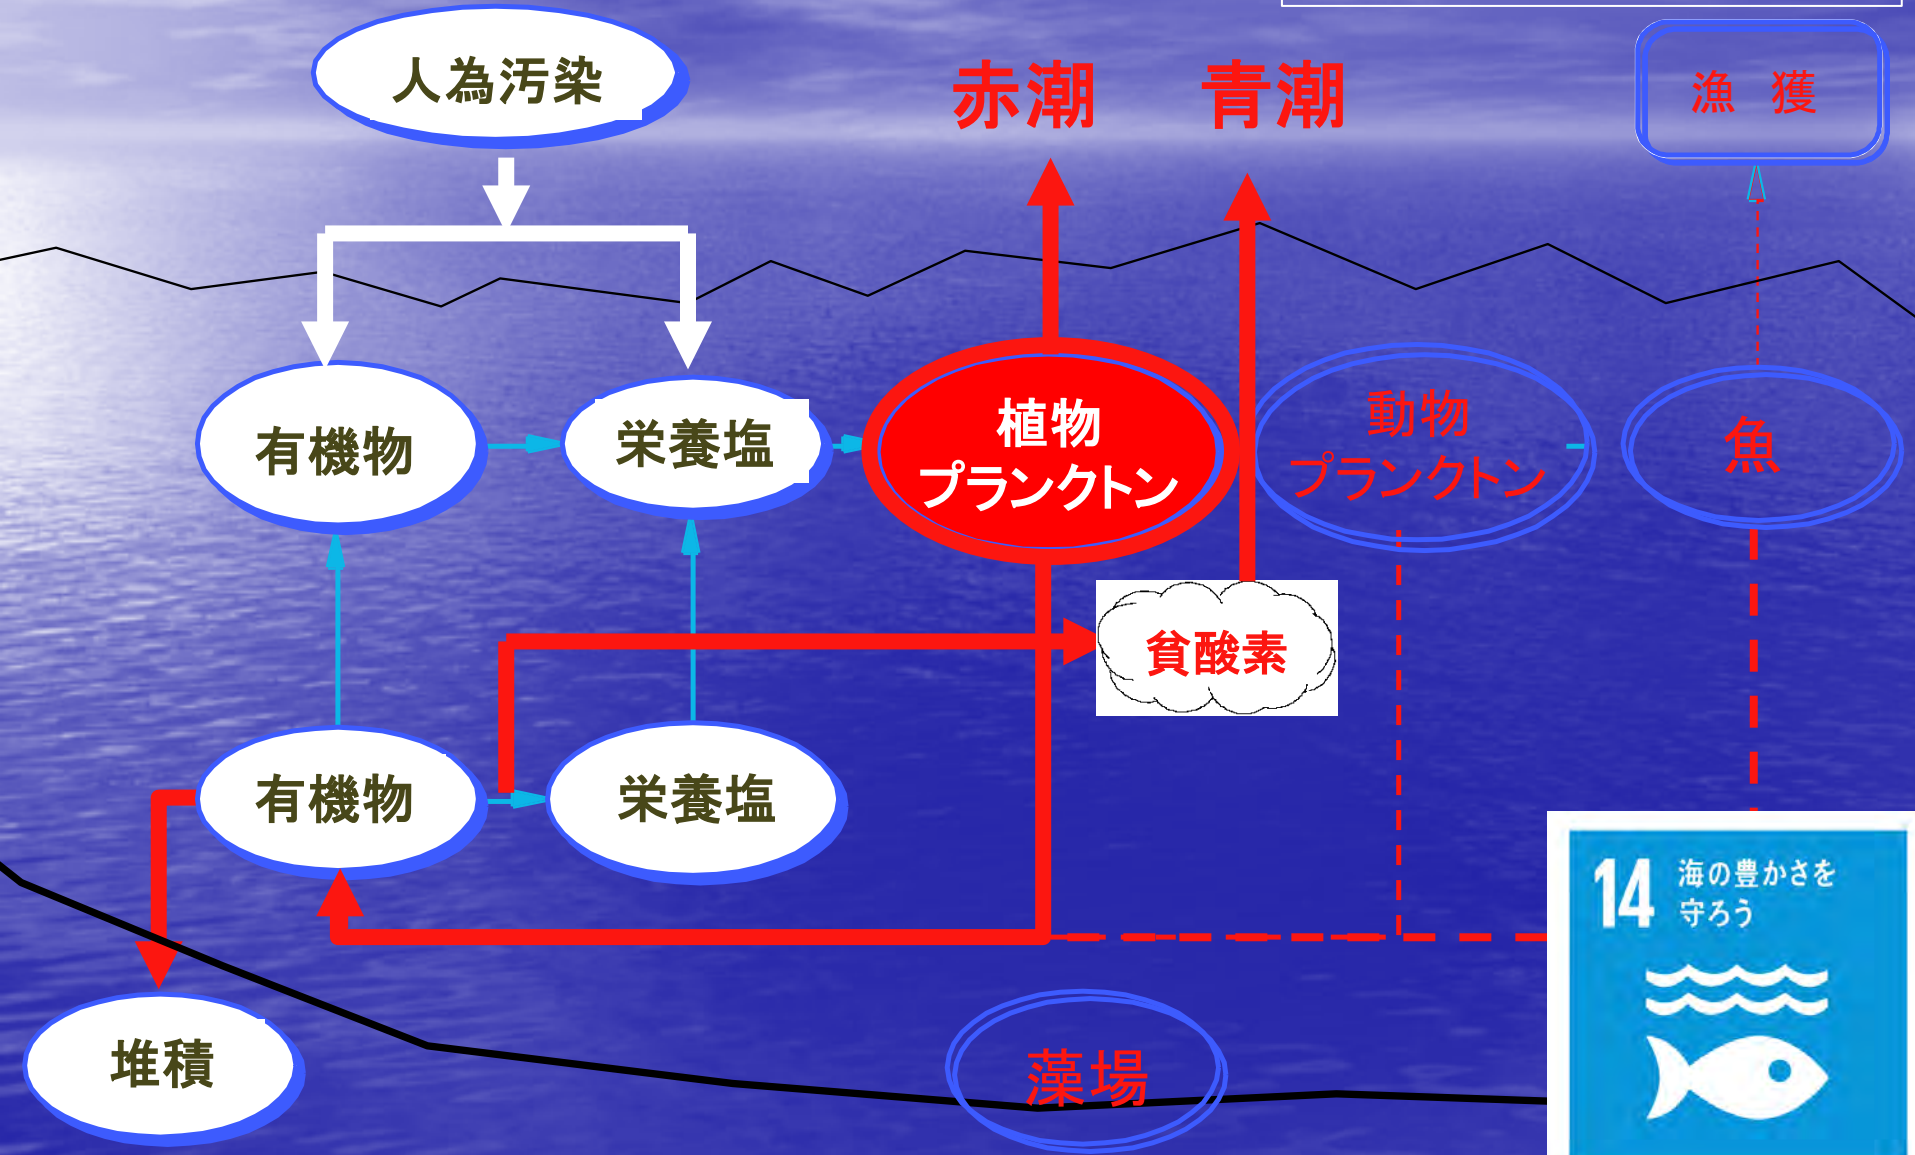 人為汚染
赤潮
青潮
漁 獲
有機物
栄養塩
植物
プランクトン
動物
プランクトン
魚
貧酸素
有機物
栄養塩
14 海の豊かさを
守ろう
堆積
藻場